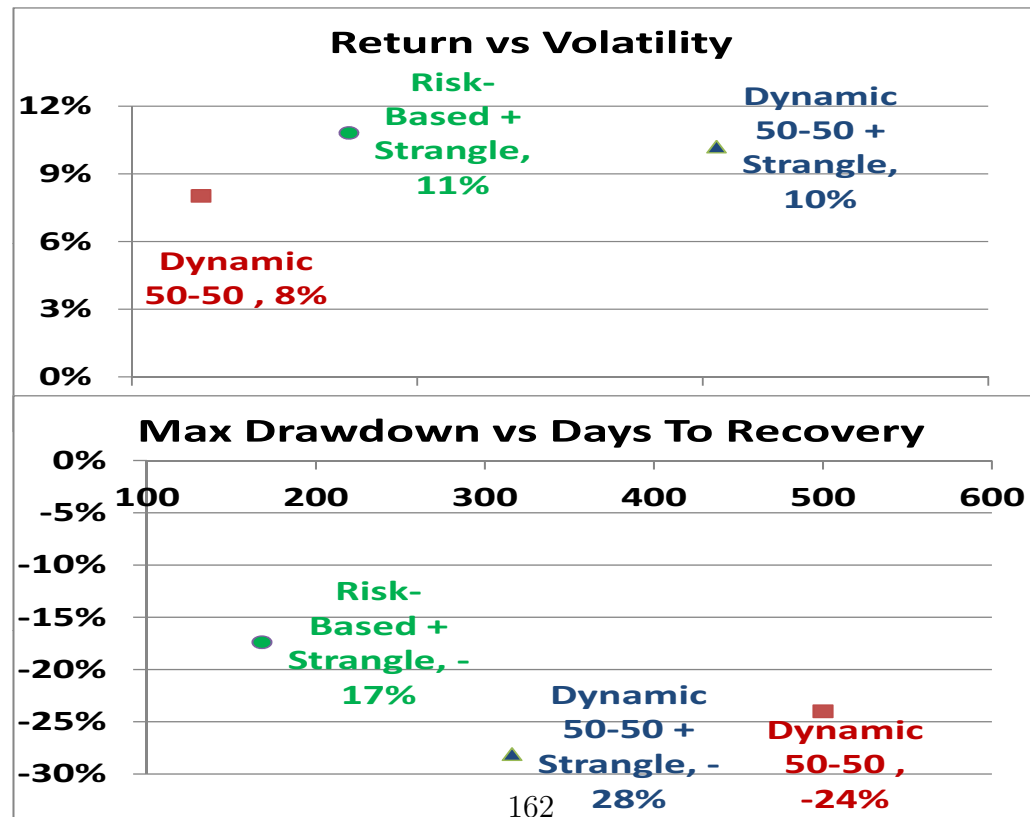 Return vs Volatility
Risk-
Based +
Strangle,
11%
Dynamic
50-50 +
Strangle,
10%
Dynamic
50-50 , 8%
12%
9%
6%
3%
0%
Max Drawdown vs Days To Recovery
0%
100 200 300 400 500 600
-5%
-10%
-15%
-20%
-25%
-30%
Risk-
Based +
Strangle, -
17%
Dynamic
50-50 +
Strangle, -
28%
Dynamic
50-50 ,
-24%
162